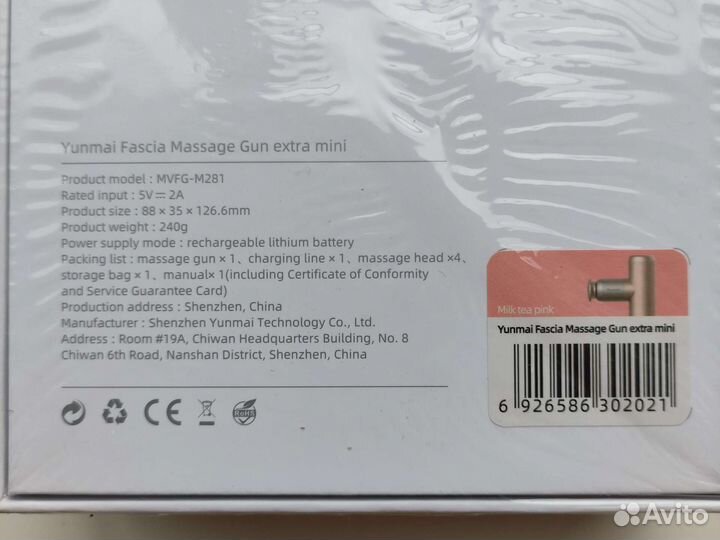 Yunmai Fascia Massage Gun extra mini
Product model : MVFG-M281
Rated input : 5V⎓2A
Product size : 88 × 35 × 126.6mm
Product weight : 240g
Power supply mode : rechargeable lithium battery
Packing list : massage gun × 1、charging line × 1、massage head ×4、
storage bag × 1、manual× 1(including Certificate of Conformity
and Service Guarantee Card)
Production address : Shenzhen, China
Manufacturer : Shenzhen Yunmai Technology Co., Ltd.
Address : Room #19A, Chiwan Headquarters Building, No. 8
Chiwan 6th Road, Nanshan District, Shenzhen, China
CE
RoHS
Milk tea pink
Yunmai Fascia Massage Gun extra mini
6 926586 302021
Avito